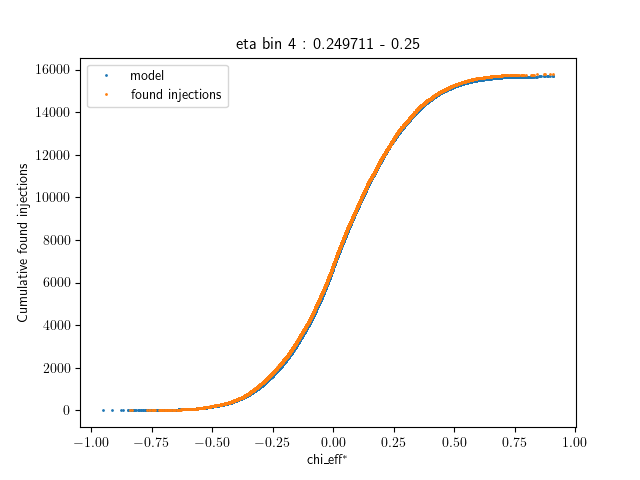 eta bin 4 : 0.249711 - 0.25
model
found injections
Cumulative found injections
16000
14000
12000
10000
8000
6000
4000
2000
0
−1.00 −0.75 −0.50 −0.25 0.00 0.25 0.50 0.75 1.00
chi_eff*